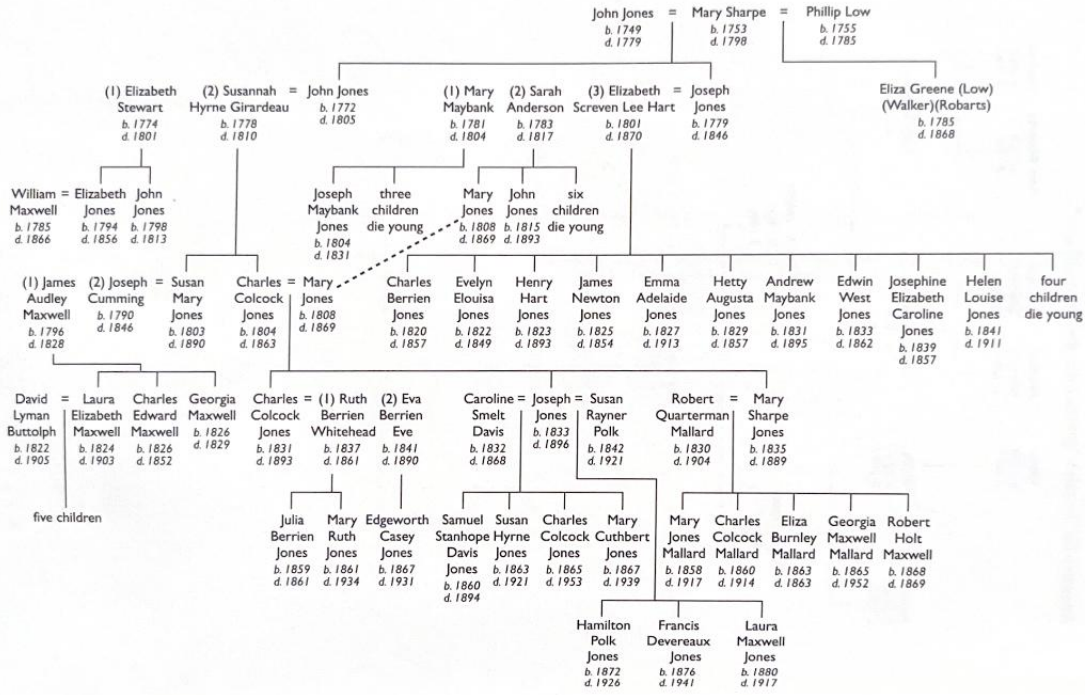 John Jones
b. 1749
d. 1779
=
Mary Sharpe
b. 1753
d. 1798
=
Phillip Low
b. 1755
d. 1785
(1) Elizabeth
Stewart
b. 1774
d. 1801
(2) Susannah
Hyrne Girardeau
b. 1778
d. 1810
=
John Jones
b. 1772
d. 1805
(1) Mary
Maybank
b. 1781
d. 1804
(2) Sarah
Anderson
b. 1783
d. 1817
(3) Elizabeth
Screven Lee Hart
b. 1801
d. 1870
=
Joseph
Jones
b. 1779
d. 1846
Eliza Greene (Low)
(Walker)(Robarts)
b. 1785
d. 1868
William
Maxwell
b. 1785
d. 1866
=
Elizabeth
Jones
b. 1794
d. 1856
John
Jones
b. 1798
d. 1813
Joseph
Maybank
Jones
b. 1804
d. 1831
three
children
die young
Mary
Jones
b. 1808
d. 1869
John
Jones
b. 1815
d. 1893
six
children
die young
(1) James
Audley
Maxwell
b. 1796
d. 1828
(2) Joseph
Cumming
b. 1790
d. 1846
=
Susan
Mary
Jones
b. 1803
d. 1890
Charles
Colcock
Jones
b. 1804
d. 1863
=
Mary
Jones
b. 1808
d. 1869
Charles
Berrien
Jones
b. 1820
d. 1857
Evelyn
Elouisa
Jones
b. 1822
d. 1849
Henry
Hart
Jones
b. 1823
d. 1893
James
Newton
Jones
b. 1825
d. 1854
Emma
Adelaide
Jones
b. 1827
d. 1913
Hetty
Augusta
Jones
b. 1829
d. 1857
Andrew
Maybank
Jones
b. 1831
d. 1895
Edwin
West
Jones
b. 1833
d. 1862
Josephine
Elizabeth
Caroline
Jones
b. 1839
d. 1857
Helen
Louise
Jones
b. 1841
d. 1911
four
children
die young
David
Lyman
Buttolph
b. 1822
d. 1905
=
Laura
Elizabeth
Maxwell
b. 1824
d. 1903
Charles
Edward
Maxwell
b. 1826
d. 1852
Georgia
Maxwell
b. 1826
d. 1829
Charles
Colcock
Jones
b. 1831
d. 1893
=
(1) Ruth
Berrien
Whitehead
b. 1837
d. 1861
(2) Eva
Berrien
Eve
b. 1841
d. 1890
Caroline
Smelt
Davis
b. 1832
d. 1868
=
Joseph
Jones
b. 1833
d. 1896
=
Susan
Rayner
Polk
b. 1842
d. 1921
Robert
Quarterman
Mallard
b. 1830
d. 1904
=
Mary
Sharpe
Jones
b. 1835
d. 1889
five children
Julia
Berrien
Jones
b. 1859
d. 1861
Mary
Ruth
Jones
b. 1861
d. 1934
Edgeworth
Casey
Jones
b. 1867
d. 1931
Samuel
Stanhope
Davis
Jones
b. 1860
d. 1894
Susan
Hyrne
Jones
b. 1863
d. 1921
Charles
Colcock
Jones
b. 1865
d. 1953
Mary
Cuthbert
Jones
b. 1867
d. 1939
Mary
Jones
Mallard
b. 1858
d. 1917
Charles
Colcock
Mallard
b. 1860
d. 1914
Eliza
Burnley
Mallard
b. 1863
d. 1863
Georgia
Maxwell
Mallard
b. 1865
d. 1952
Robert
Holt
Maxwell
b. 1868
d. 1869
Hamilton
Polk
Jones
b. 1872
d. 1926
Francis
Devereaux
Jones
b. 1876
d. 1941
Laura
Maxwell
Jones
b. 1880
d. 1917